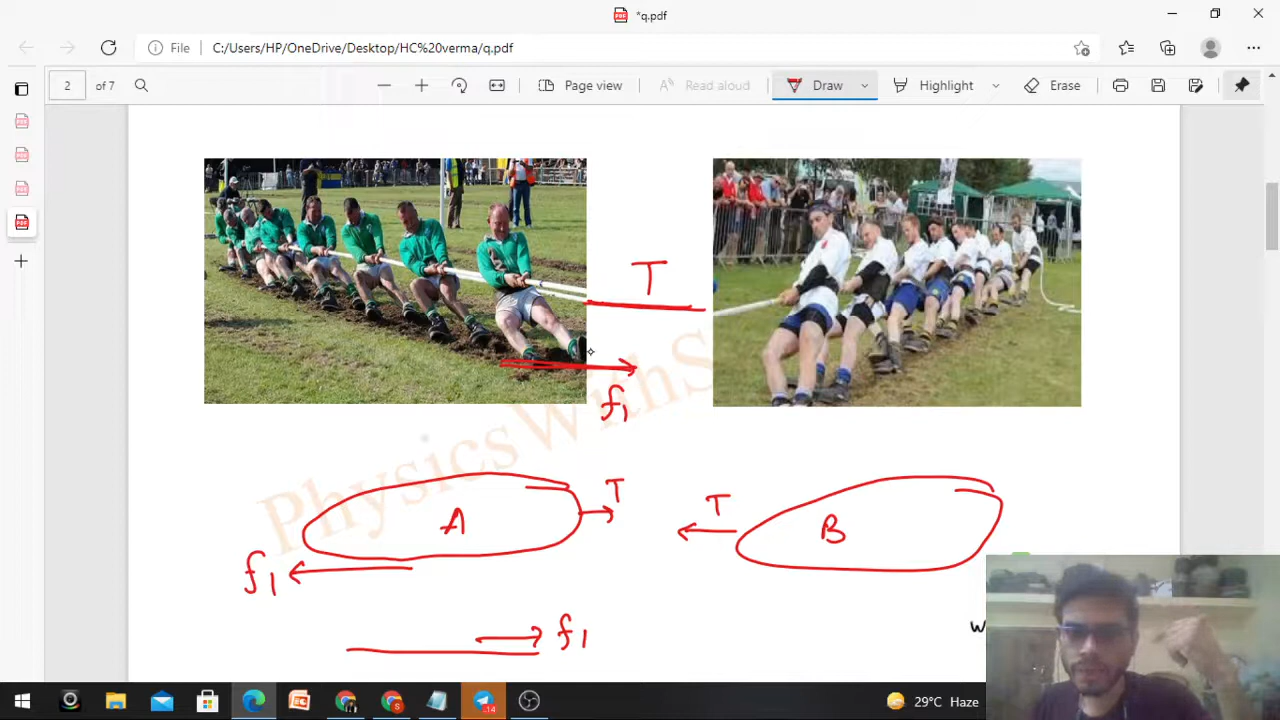 *q.pdf
File C:/Users/HP/OneDrive/Desktop/HC%20verma/q.pdf
2 of 7 Page view Read aloud Draw Highlight Erase
T
f1
PhysicsWithS
A T
T B
f1
f1
W
14
29°C Haze